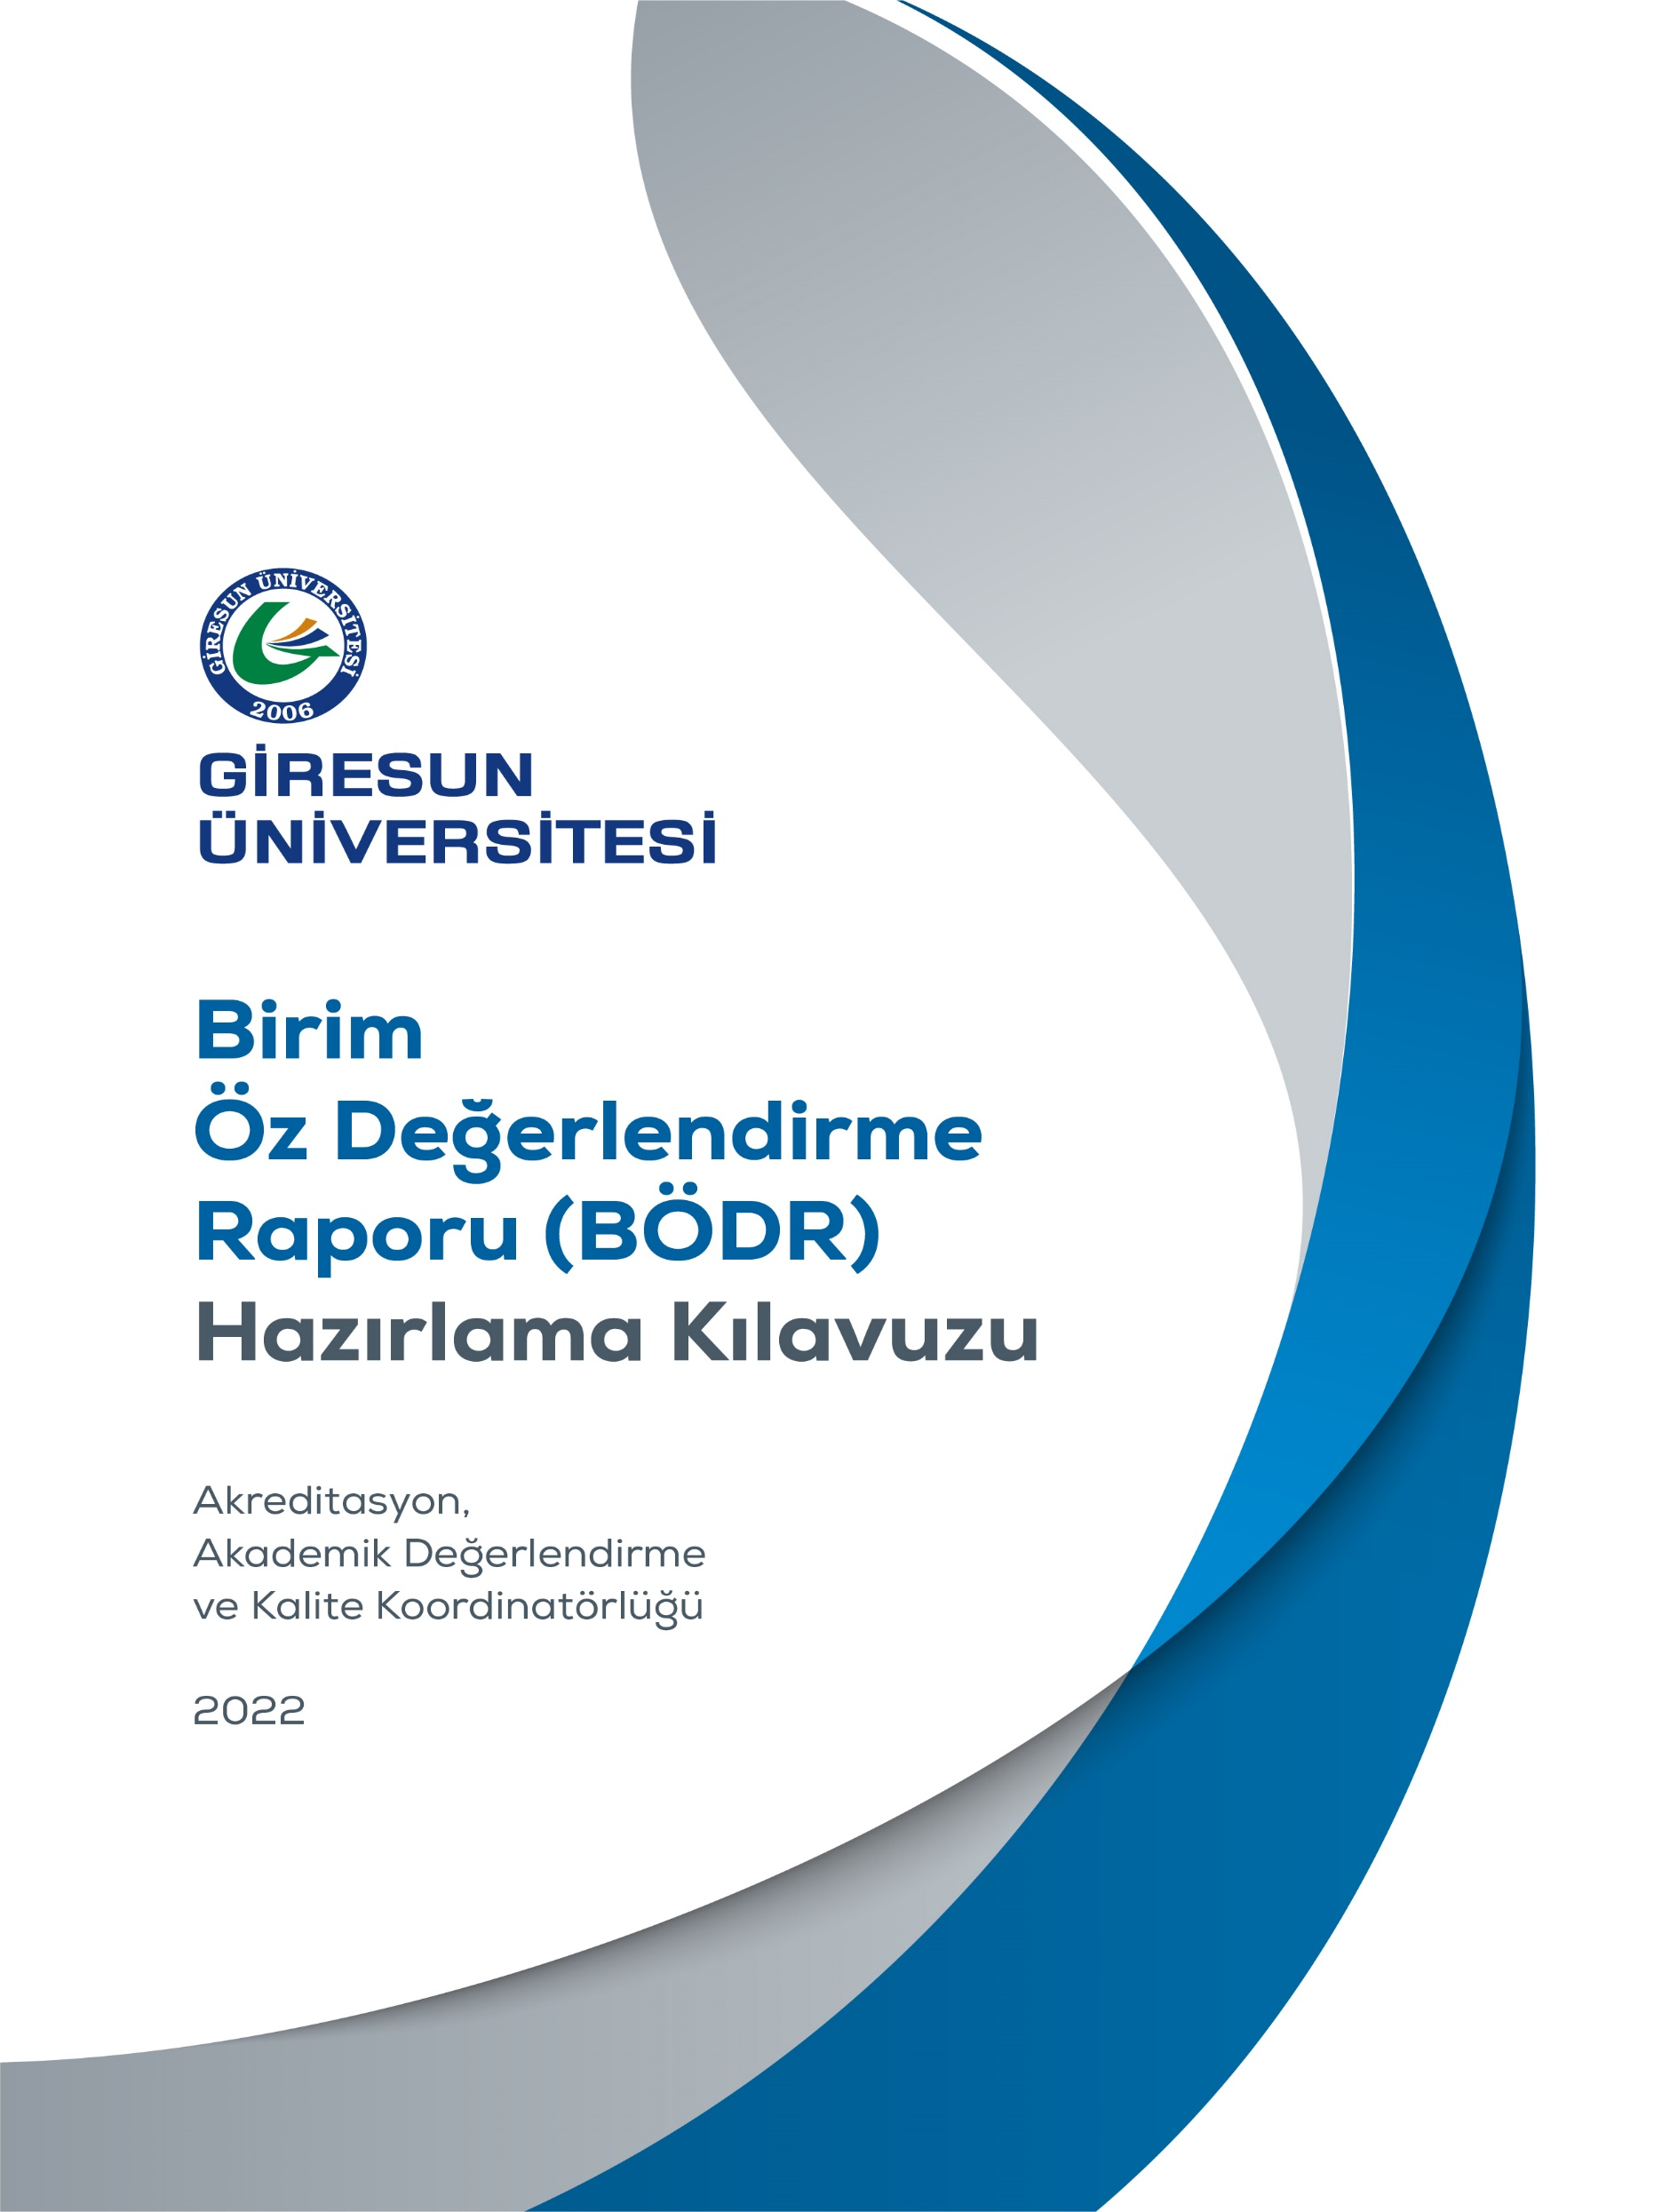 GİRESUN ÜNİVERSİTESİ
2006
GİRESUN
ÜNİVERSİTESİ
Birim
Öz Değerlendirme
Raporu (BÖDR)
Hazırlama Kılavuzu
Akreditasyon,
Akademik Değerlendirme
ve Kalite Koordinatörlüğü
2022